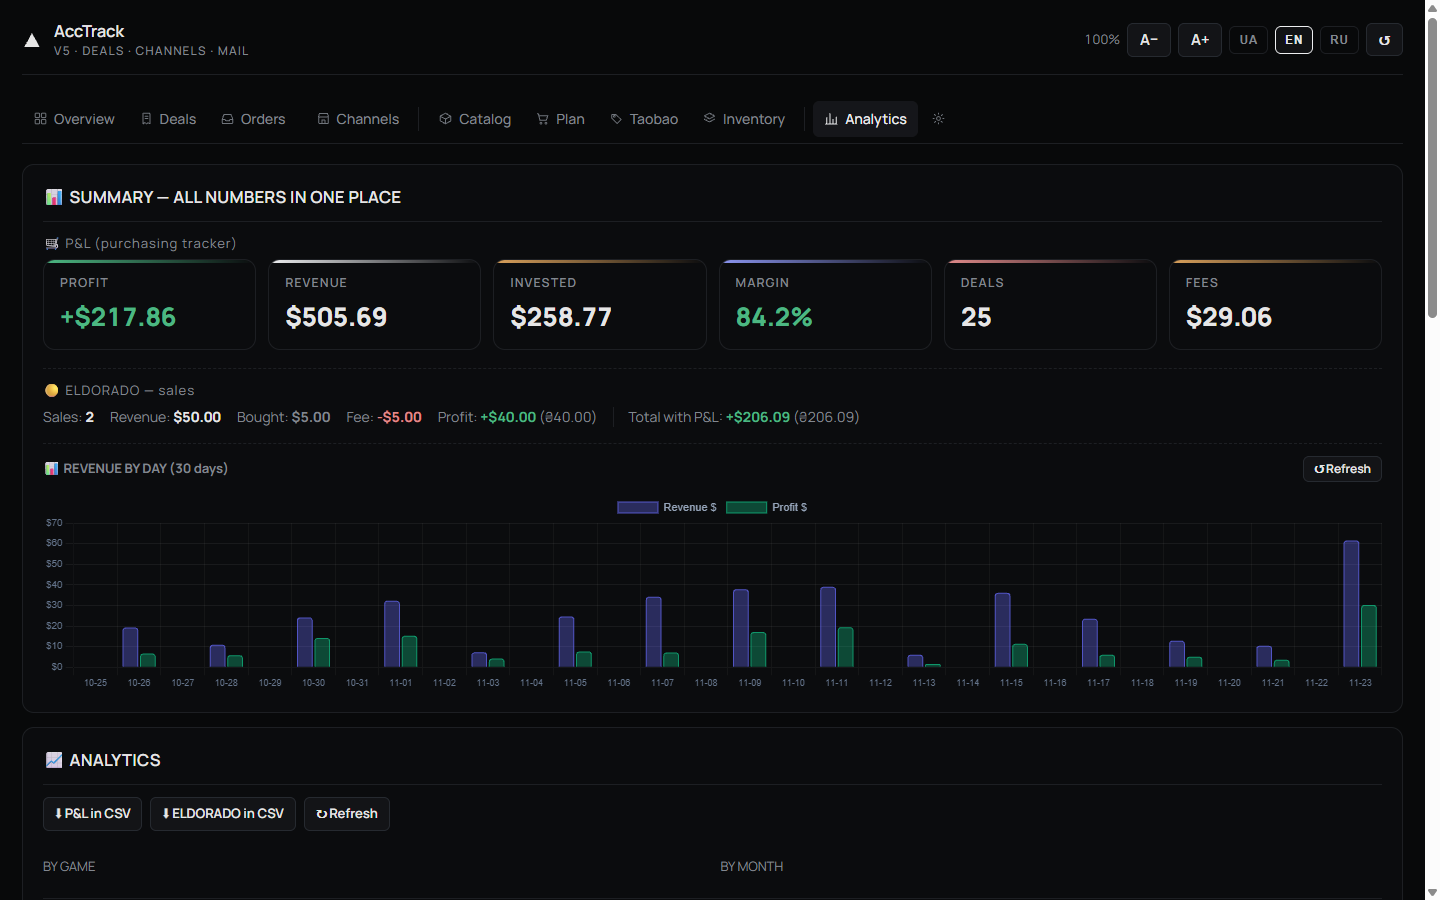 AccTrack
V5 · DEALS · CHANNELS · MAIL
100% A− A+ UA EN RU ↺
Overview Deals Orders Channels Catalog Plan Taobao Inventory Analytics
📊 SUMMARY — ALL NUMBERS IN ONE PLACE
🛒 P&L (purchasing tracker)
PROFIT REVENUE INVESTED MARGIN DEALS FEES
+$217.86 $505.69 $258.77 84.2% 25 $29.06
🟡 ELDORADO — sales
Sales: 2 Revenue: $50.00 Bought: $5.00 Fee: -$5.00 Profit: +$40.00 (₴40.00) Total with P&L: +$206.09 (₴206.09)
📊 REVENUE BY DAY (30 days) ↺Refresh
Revenue $ Profit $
$70
$60
$50
$40
$30
$20
$10
$0
10-25 10-26 10-27 10-28 10-29 10-30 10-31 11-01 11-02 11-03 11-04 11-05 11-06 11-07 11-08 11-09 11-10 11-11 11-12 11-13 11-14 11-15 11-16 11-17 11-18 11-19 11-20 11-21 11-22 11-23
📈 ANALYTICS
⬇P&L in CSV ⬇ELDORADO in CSV ↻Refresh
BY GAME BY MONTH